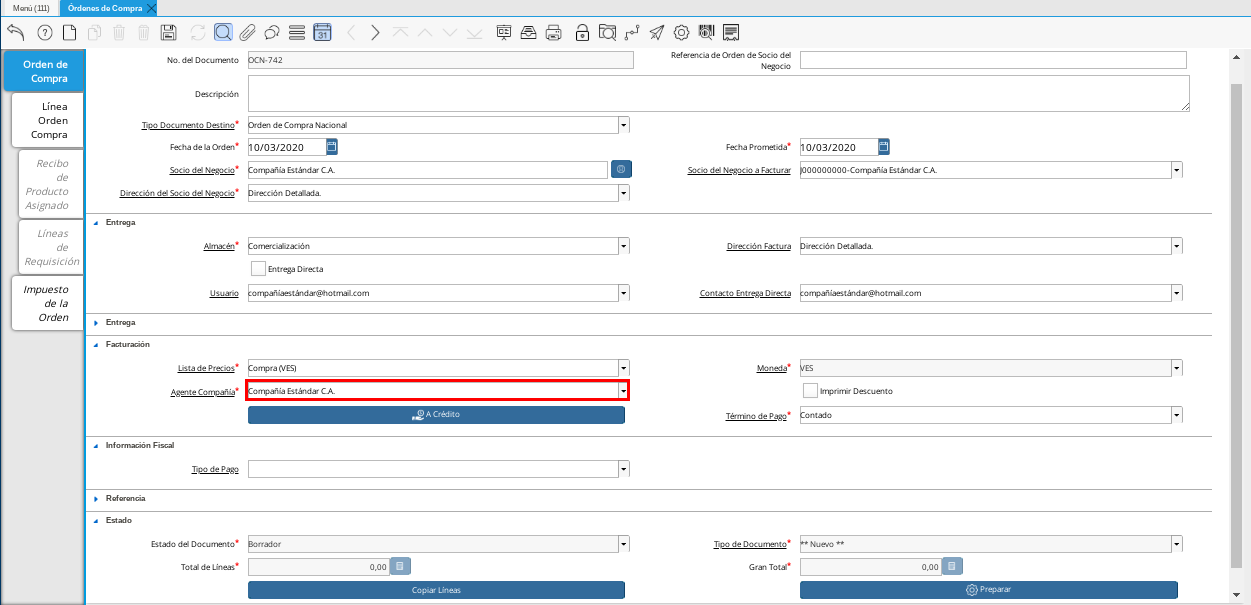 Menú (111)
Órdenes de Compra
31
Orden de
Compra
Línea
Orden
Compra
Recibo
de
Producto
Asignado
Líneas
de
Requisición
Impuesto
de la
Orden
No. del Documento OCN-742
Referencia de Orden de Socio del
Negocio
Descripción
Tipo Documento Destino* Orden de Compra Nacional
Fecha de la Orden* 10/03/2020 Fecha Prometida* 10/03/2020
Socio del Negocio* Compañía Estándar C.A. Socio del Negocio a Facturar J000000000-Compañía Estándar C.A.
Dirección del Socio del Negocio* Dirección Detallada.
Entrega
Almacén* Comercialización Dirección Factura Dirección Detallada.
Entrega Directa
Usuario compañiaestándar@hotmail.com Contacto Entrega Directa compañiaestándar@hotmail.com
Entrega
Facturación
Lista de Precios* Compra (VES) Moneda* VES
Agente Compañía* Compañía Estándar C.A. Imprimir Descuento
A Crédito Término de Pago* Contado
Información Fiscal
Tipo de Pago
Referencia
Estado
Estado del Documento* Borrador Tipo de Documento* ** Nuevo **
Total de Líneas* 0,00 Gran Total* 0,00
Copiar Líneas Preparar